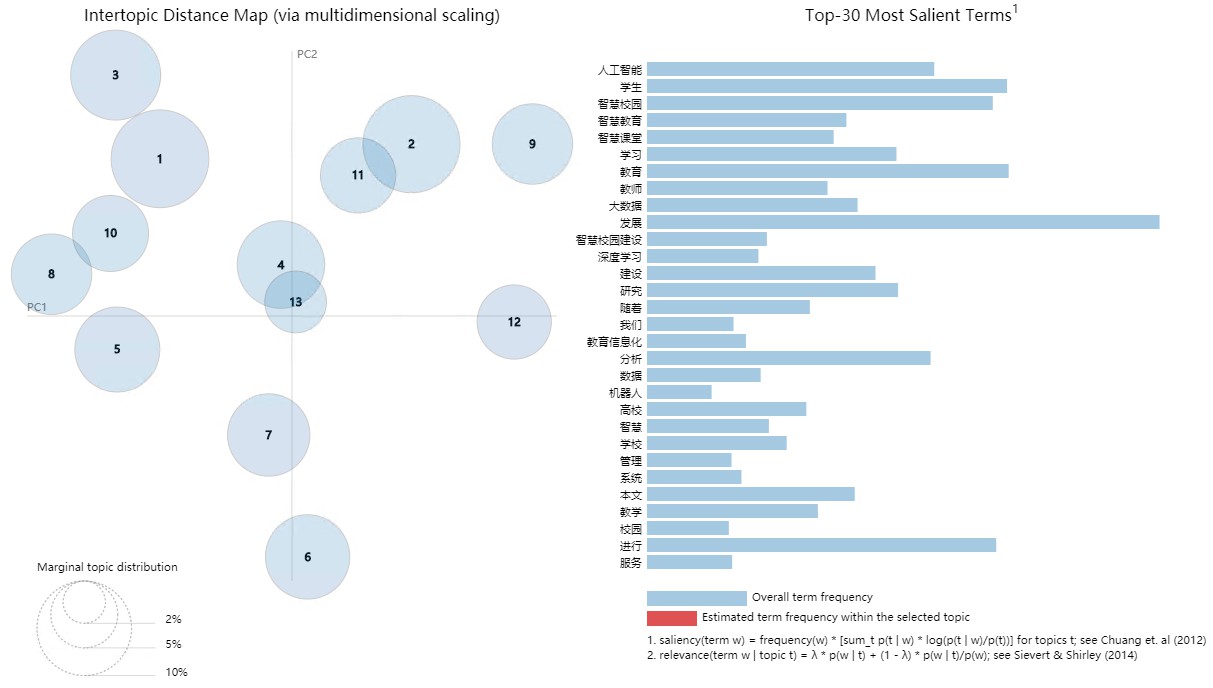 Intertopic Distance Map (via multidimensional scaling)
PC2
3
1
2
9
11
10
4
8
13
PC1
12
5
7
6
Marginal topic distribution
2%
5%
10%
Top-30 Most Salient Terms1
人工智能
学生
智慧校园
智慧教育
智慧课堂
学习
教育
教师
大数据
发展
智慧校园建设
深度学习
建设
研究
随着
我们
教育信息化
分析
数据
机器人
高校
智慧
学校
管理
系统
本文
教学
校园
进行
服务
Overall term frequency
Estimated term frequency within the selected topic
1. saliency(term w) = frequency(w) * [sum_t p(t | w) * log(p(t | w)/p(t))] for topics t; see Chuang et. al (2012)
2. relevance(term w | topic t) = λ * p(w | t) + (1 - λ) * p(w | t)/p(w); see Sievert & Shirley (2014)